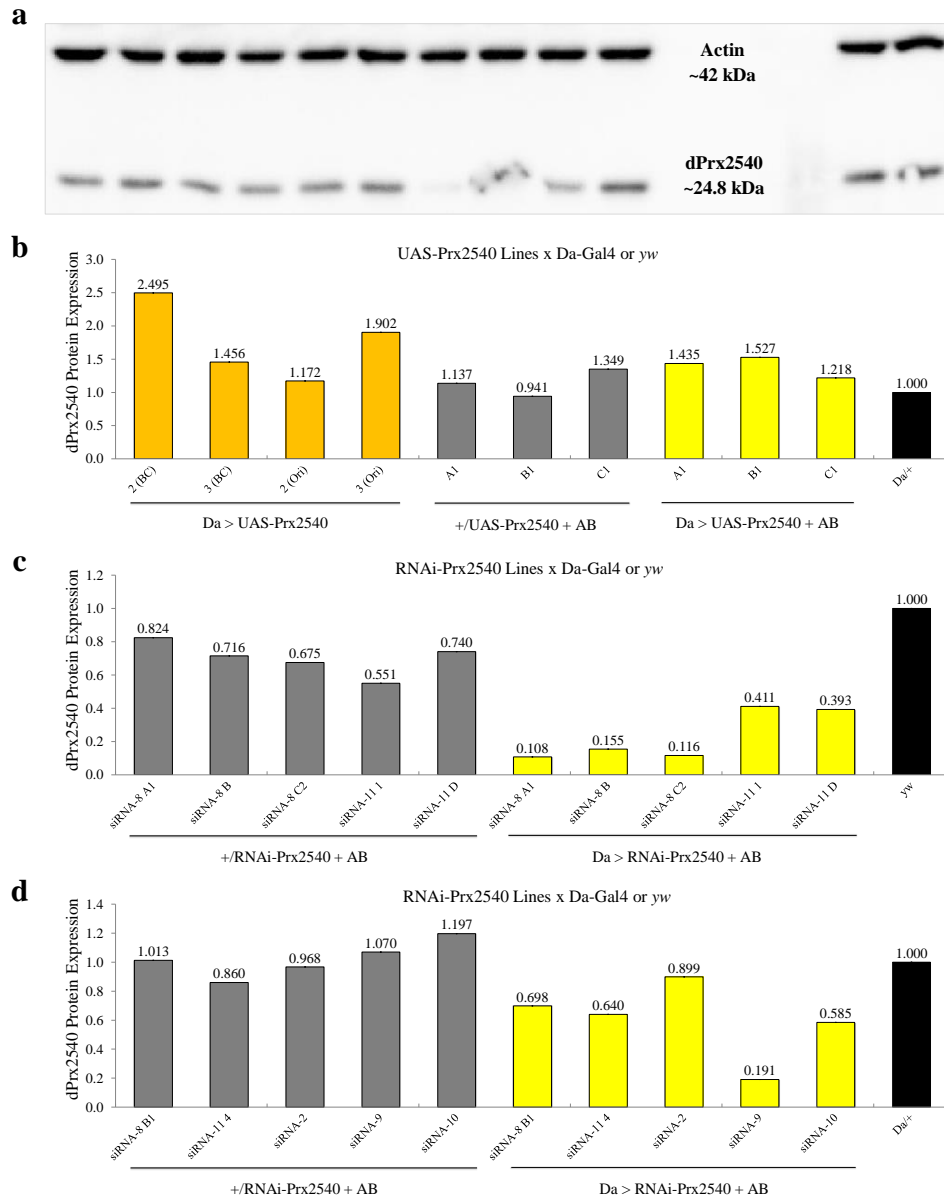 a
Actin
~42 kDa
dPrx2540
~24.8 kDa
b
UAS-Prx2540 Lines x Da-Gal4 or yw
dPrx2540 Protein Expression
3.0
2.5
2.0
1.5
1.0
0.5
0.0
2.495
1.456
1.172
1.902
1.137
0.941
1.349
1.435
1.527
1.218
1.000
2 (BC)
3 (BC)
2 (Ori)
3 (Ori)
A1
B1
C1
A1
B1
C1
Da/+
Da > UAS-Prx2540
+/UAS-Prx2540 + AB
Da > UAS-Prx2540 + AB
c
RNAi-Prx2540 Lines x Da-Gal4 or yw
dPrx2540 Protein Expression
1.2
1.0
0.8
0.6
0.4
0.2
0.0
0.824
0.716
0.675
0.551
0.740
0.108
0.155
0.116
0.411
0.393
1.000
siRNA-8 A1
siRNA-8 B
siRNA-8 C2
siRNA-11 1
siRNA-11 D
siRNA-8 A1
siRNA-8 B
siRNA-8 C2
siRNA-11 1
siRNA-11 D
yw
+/RNAi-Prx2540 + AB
Da > RNAi-Prx2540 + AB
d
RNAi-Prx2540 Lines x Da-Gal4 or yw
dPrx2540 Protein Expression
1.4
1.2
1.0
0.8
0.6
0.4
0.2
0.0
1.013
0.860
0.968
1.070
1.197
0.698
0.640
0.899
0.191
0.585
1.000
siRNA-8 B1
siRNA-11 4
siRNA-2
siRNA-9
siRNA-10
siRNA-8 B1
siRNA-11 4
siRNA-2
siRNA-9
siRNA-10
Da/+
+/RNAi-Prx2540 + AB
Da > RNAi-Prx2540 + AB